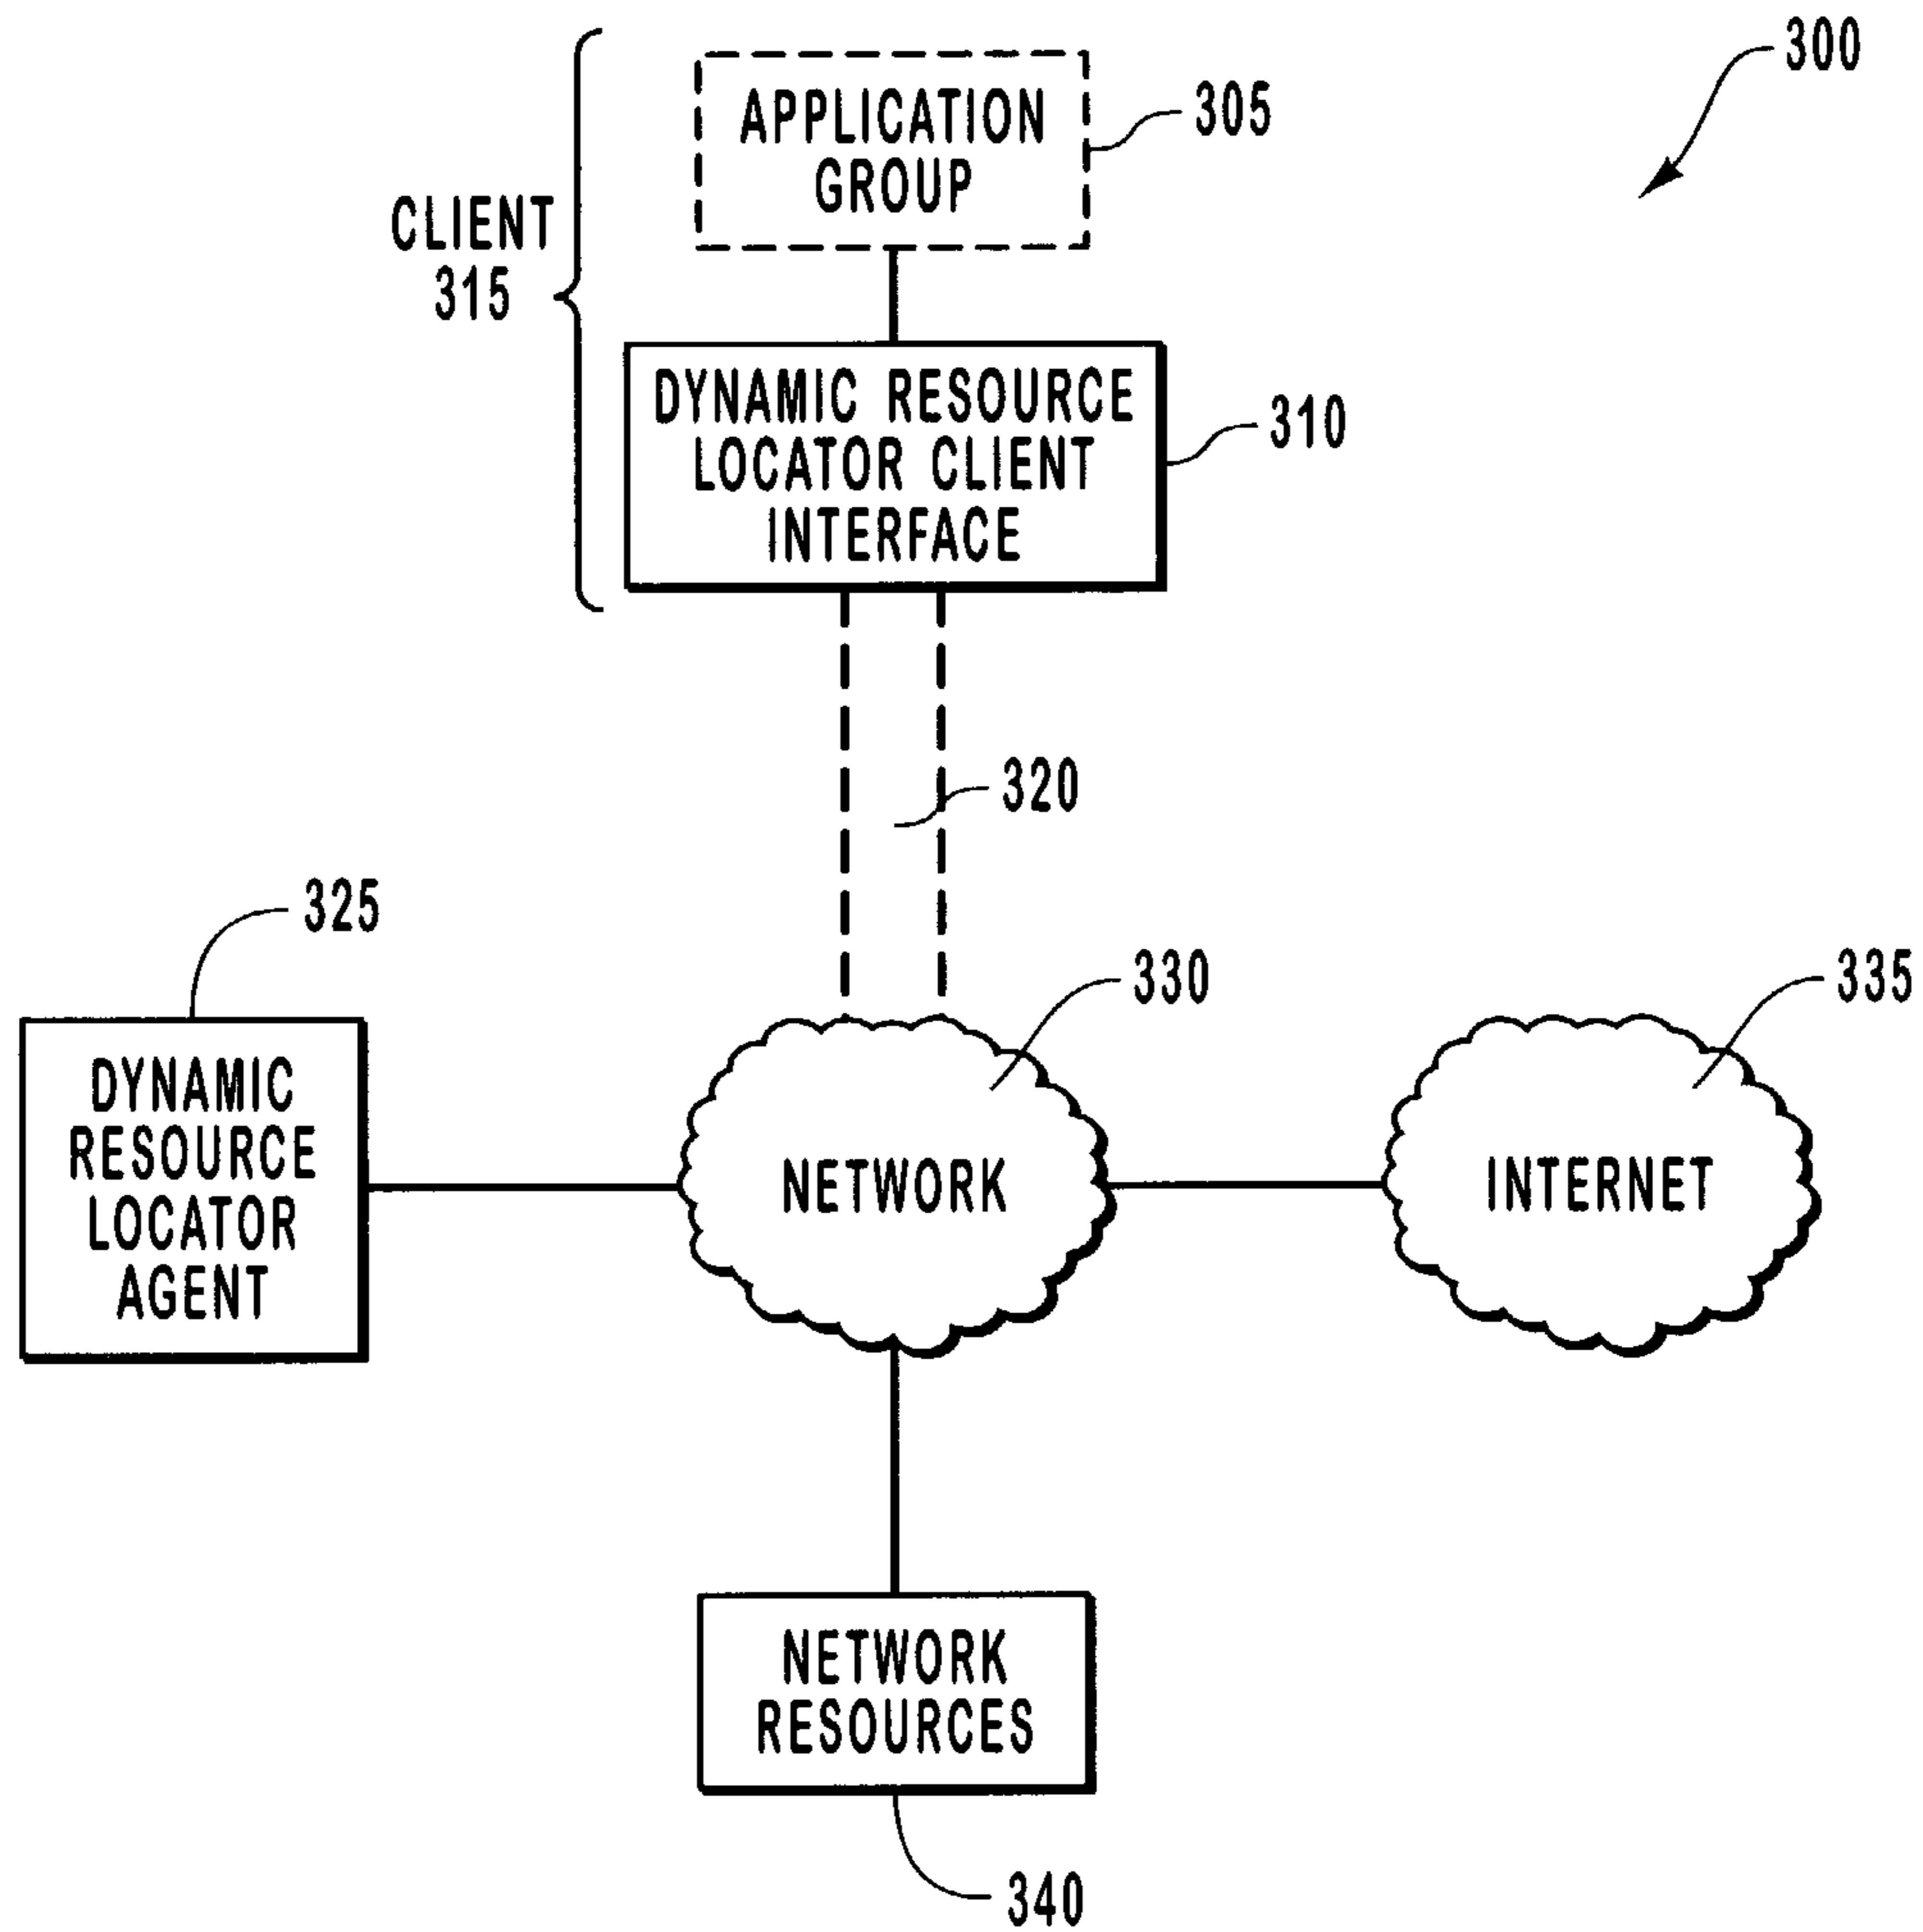 300
APPLICATION
GROUP
305
CLIENT
315
DYNAMIC RESOURCE
LOCATOR CLIENT
INTERFACE
310
320
325
330
335
DYNAMIC
RESOURCE
LOCATOR
AGENT
NETWORK
INTERNET
NETWORK
RESOURCES
340